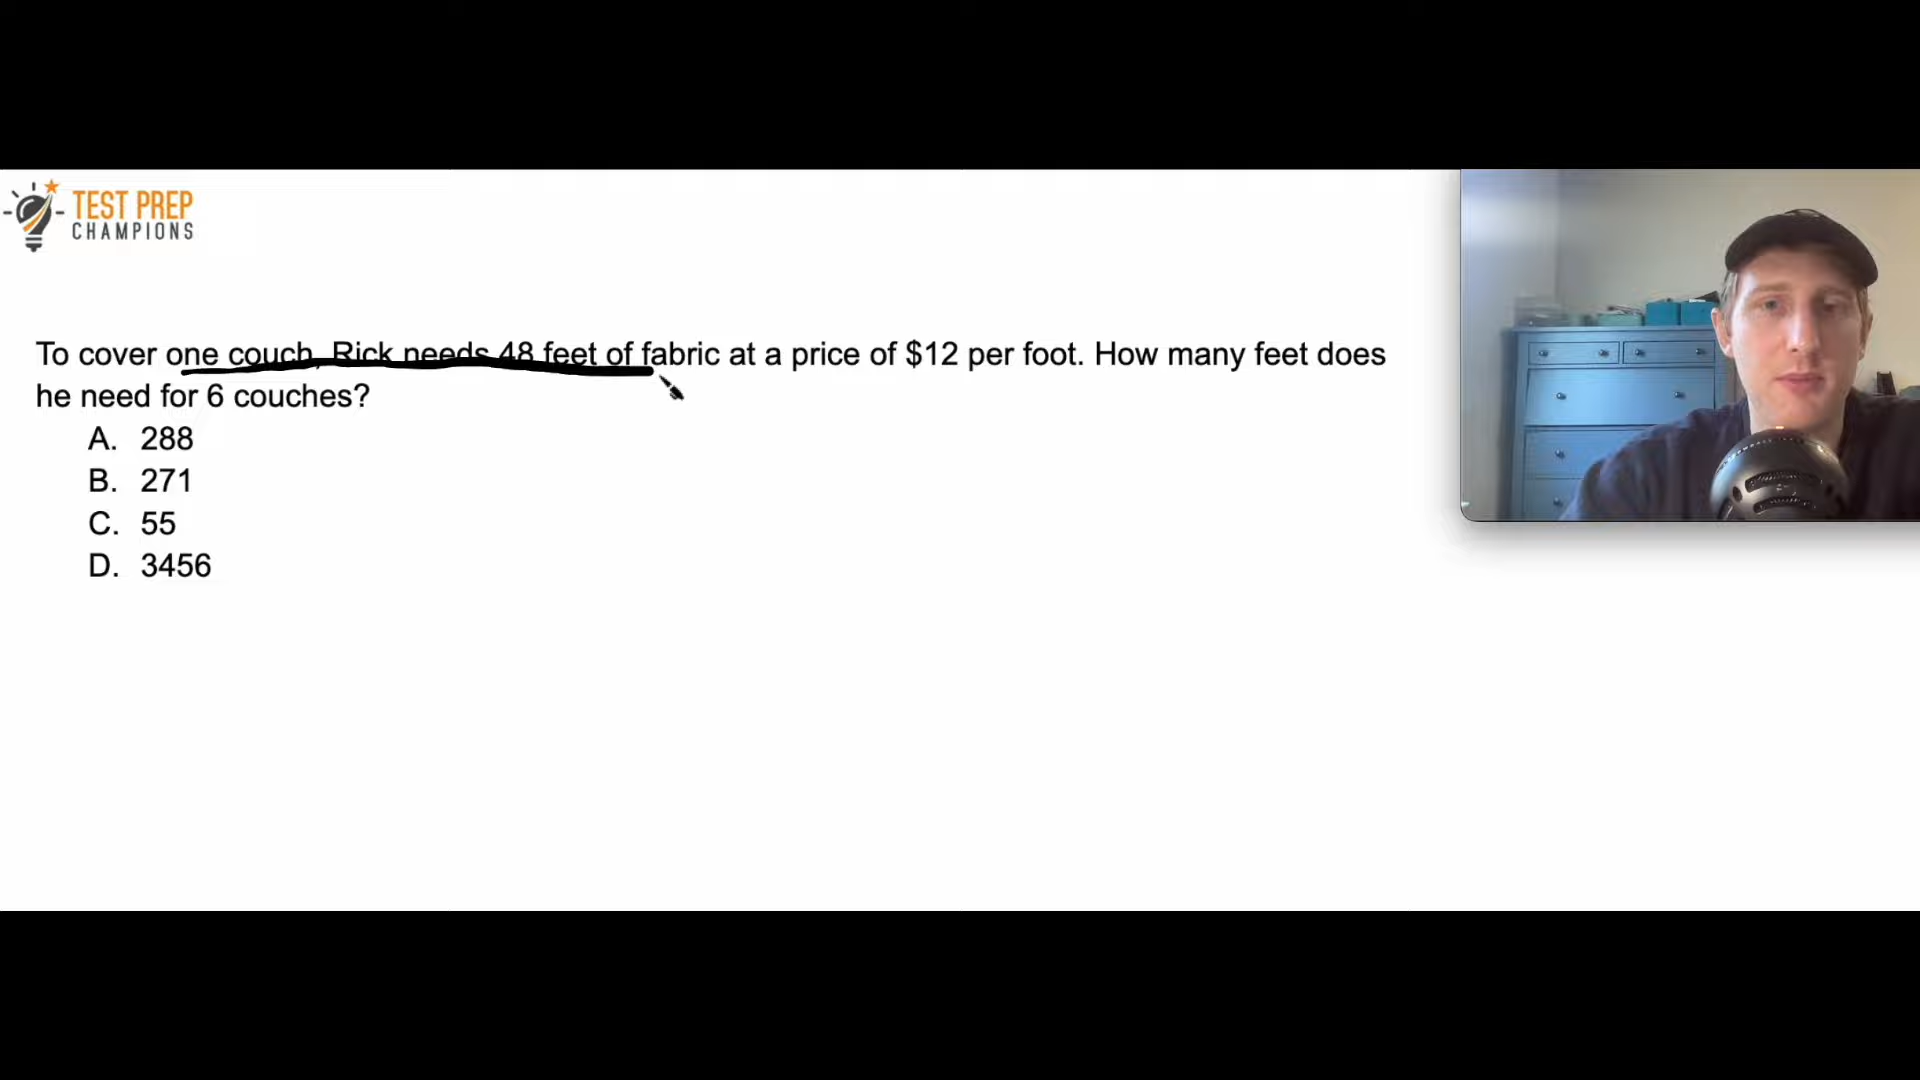 TEST PREP
CHAMPIONS
To cover one couch, Rick needs 48 feet of fabric at a price of $12 per foot. How many feet does
he need for 6 couches?
A. 288
B. 271
C. 55
D. 3456